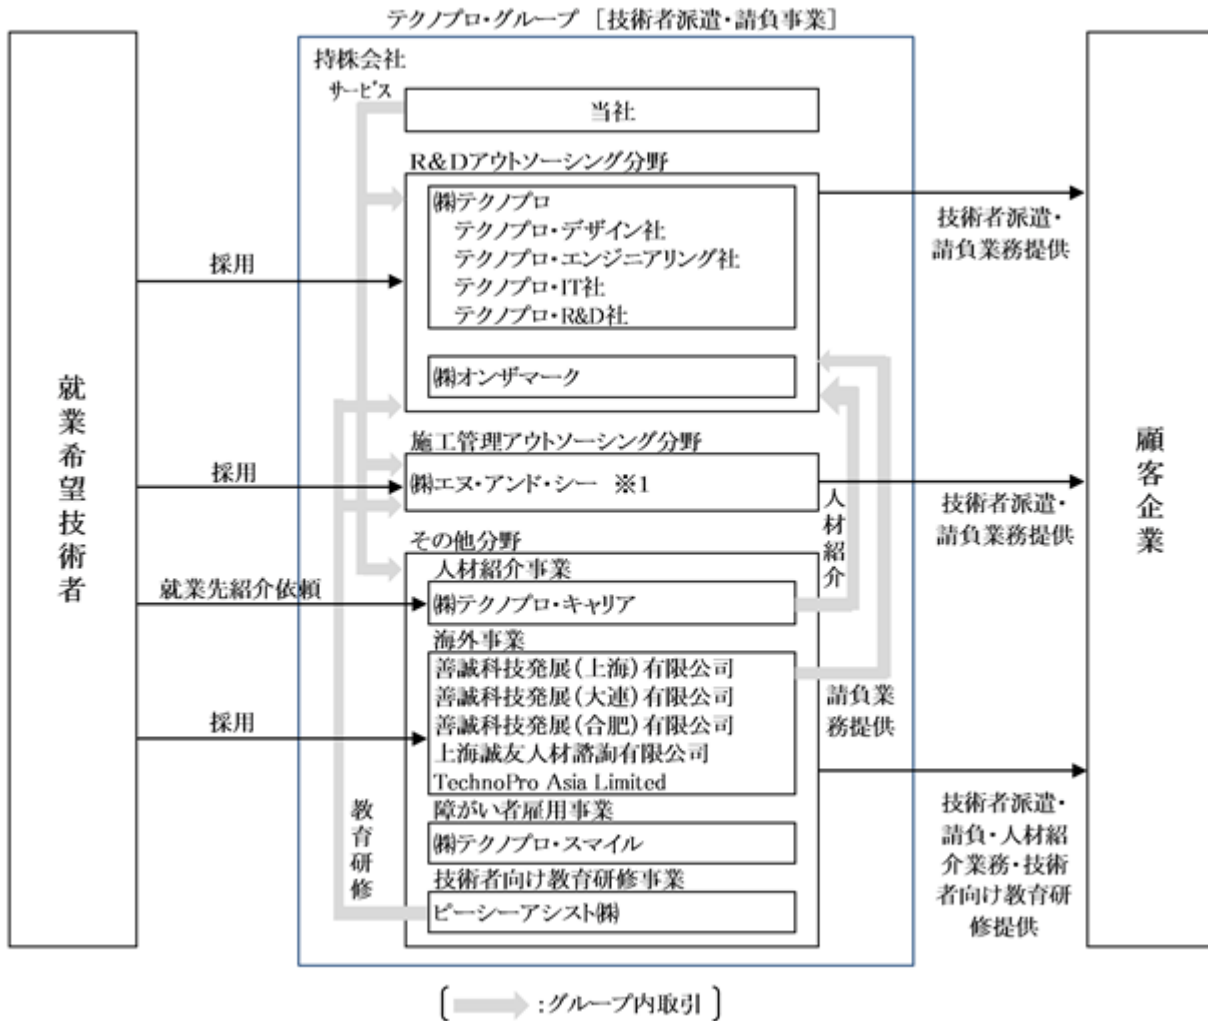 テクノプロ・グループ [技術者派遣・請負事業]
持株会社
サービス
当社
R&Dアウトソーシング分野
㈱テクノプロ
テクノプロ・デザイン社
テクノプロ・エンジニアリング社
テクノプロ・IT社
テクノプロ・R&D社
㈱オンザマーク
施工管理アウトソーシング分野
㈱エヌ・アンド・シー ※1
その他分野
人材紹介事業
㈱テクノプロ・キャリア
海外事業
善誠科技発展(上海)有限公司
善誠科技発展(大連)有限公司
善誠科技発展(合肥)有限公司
上海誠友人材諮詢有限公司
TechnoPro Asia Limited
障がい者雇用事業
㈱テクノプロ・スマイル
技術者向け教育研修事業
ピーシーアシスト㈱
就業希望技術者
採用
採用
就業先紹介依頼
採用
教育研修
人材紹介
請負業
務提供
技術者派遣・
請負業務提供
技術者派遣・
請負業務提供
技術者派遣・
請負・人材紹
介業務・技術
者向け教育研
修提供
顧客企業
[ :グループ内取引 ]